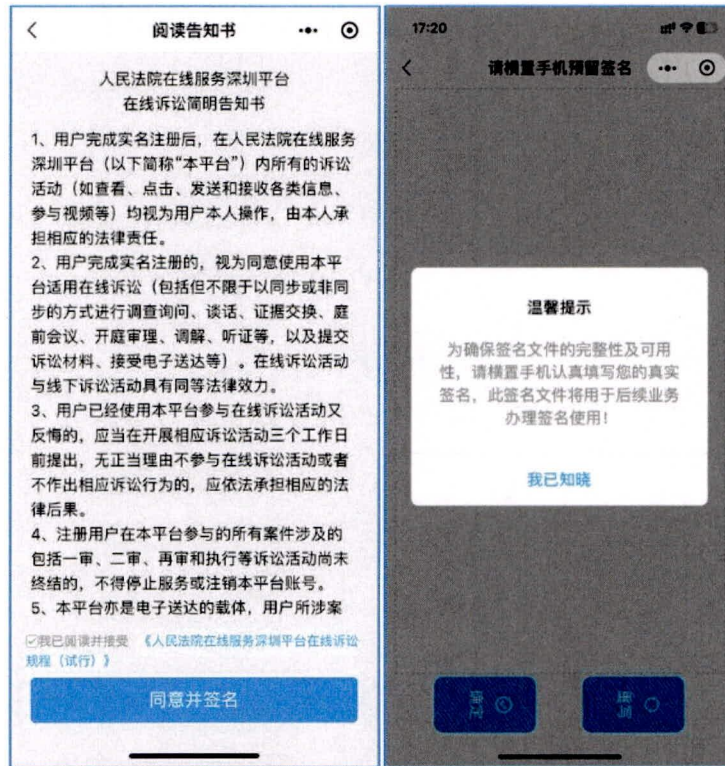 阅读告知书
人民法院在线服务深圳平台
在线诉讼简明告知书
1、用户完成实名注册后，在人民法院在线服务
深圳平台（以下简称“本平台”）内所有的诉讼
活动（如查看、点击、发送和接收各类信息、
参与视频等）均视为用户本人操作，由本人承
担相应的法律责任。
2、用户完成实名注册的，视为同意使用本平
台适用在线诉讼（包括但不限于以同步或非同
步的方式进行调查询问、谈话、证据交换、庭
前会议、开庭审理、调解、听证等，以及提交
诉讼材料、接受电子送达等）。在线诉讼活动
与线下诉讼活动具有同等法律效力。
3、用户已经使用本平台参与在线诉讼活动又
反悔的，应当在开展相应诉讼活动三个工作日
前提出，无正当理由不参与在线诉讼活动或者
不作出相应诉讼行为的，应依法承担相应的法
律后果。
4、注册用户在本平台参与的所有案件涉及的
包括一审、二审、再审和执行等诉讼活动尚未
终结的，不得停止服务或注销本平台账号。
5、本平台亦是电子送达的载体，用户所涉案
我已阅读并接受 《人民法院在线服务深圳平台在线诉讼
规程（试行）》
同意并签名
17:20
请横置手机预留签名
温馨提示
为确保签名文件的完整性及可用
性，请横置手机认真填写您的真实
签名，此签名文件将用于后续业务
办理签名使用！
我已知晓
确定
重写